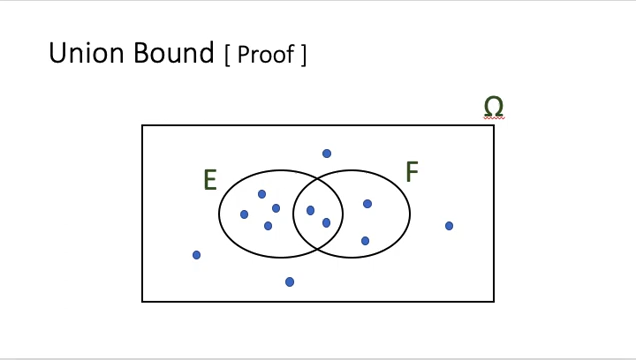 Union Bound [ Proof ]
Ω
E
F